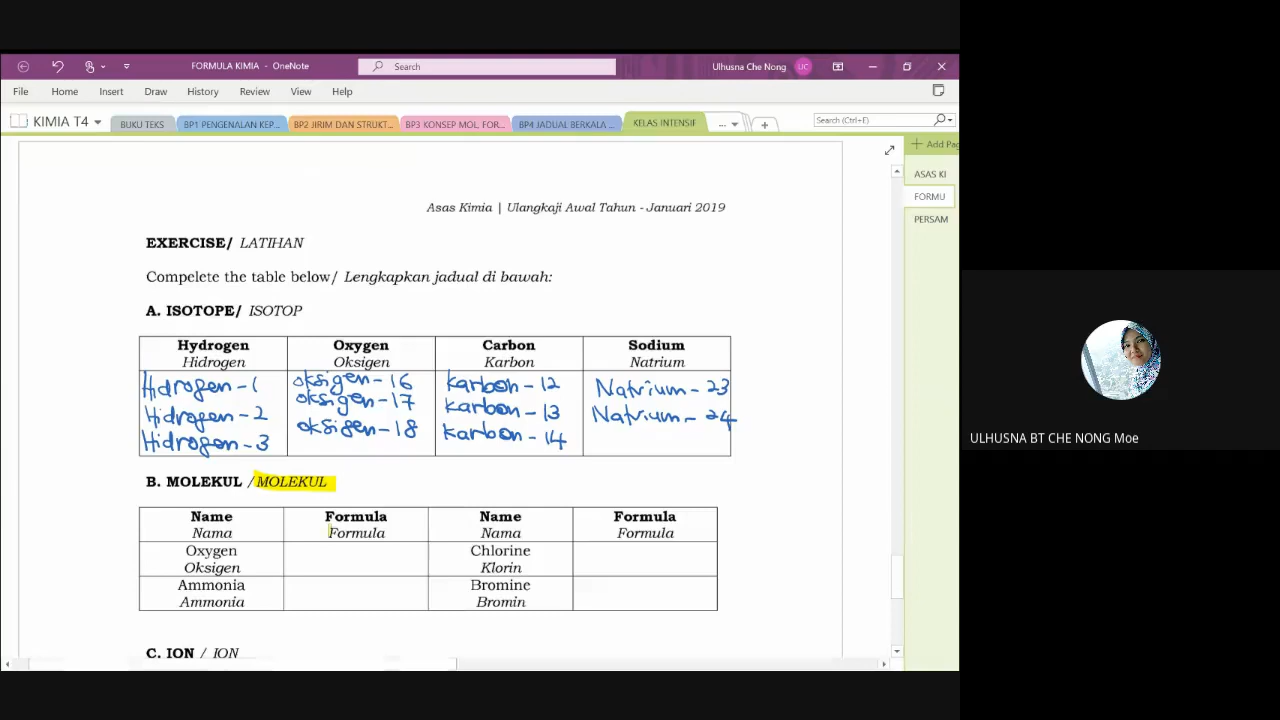 FORMULA KIMIA - OneNote
Search
Ulhusna Che Nong
UC
File Home Insert Draw History Review View Help
KIMIA T4
BUKU TEKS
BP1 PENGENALAN KEP...
BP2 JIRIM DAN STRUKT...
BP3 KONSEP MOL, FOR...
BP4 JADUAL BERKALA ...
KELAS INTENSIF
...
Search (Ctrl+E)
Add Pag
ASAS KI
FORMU
PERSAM
Asas Kimia | Ulangkaji Awal Tahun - Januari 2019
EXERCISE/ LATIHAN
Compelete the table below/ Lengkapkan jadual di bawah:
A. ISOTOPE/ ISOTOP
Hydrogen Oxygen Carbon Sodium
Hidrogen Oksigen Karbon Natrium
Hidrogen - 1 oksigen - 16 karbon - 12 Natrium - 23
Hidrogen - 2 oksigen - 17 karbon - 13 Natrium - 24
Hidrogen - 3 oksigen - 18 karbon - 14
B. MOLEKUL / MOLEKUL
Name Formula Name Formula
Nama Formula Nama Formula
Oxygen Chlorine
Oksigen Klorin
Ammonia Bromine
Ammonia Bromin
C. ION / ION
ULHUSNA BT CHE NONG Moe